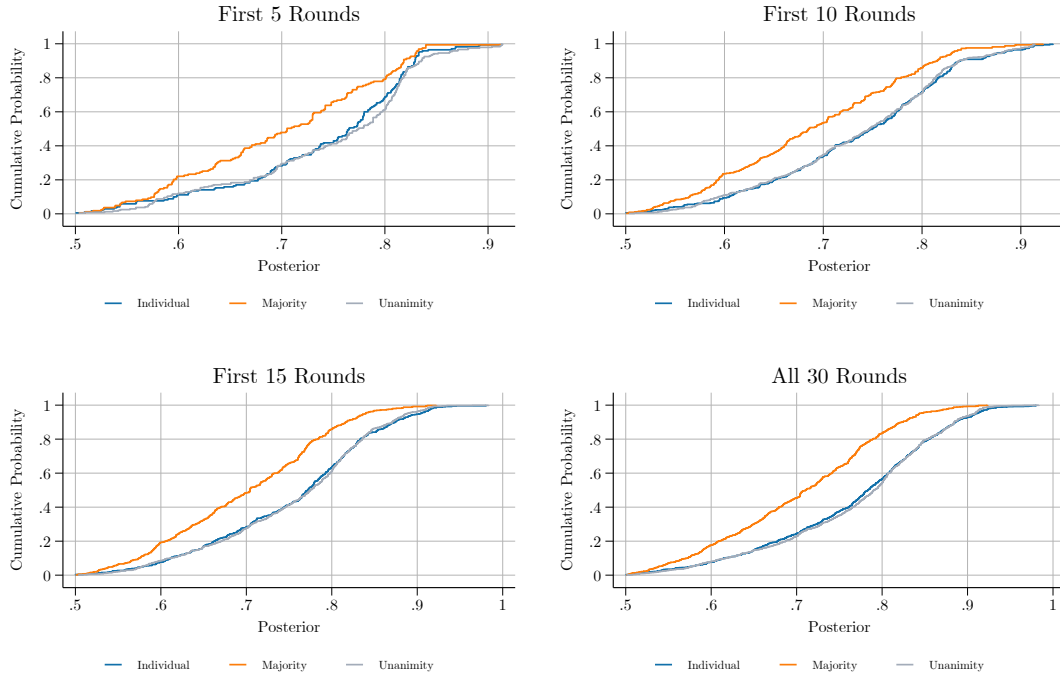 First 5 Rounds
Cumulative Probability
1
.8
.6
.4
.2
0
.5 .6 .7 .8 .9
Posterior
Individual Majority Unanimity
First 10 Rounds
Cumulative Probability
1
.8
.6
.4
.2
0
.5 .6 .7 .8 .9
Posterior
Individual Majority Unanimity
First 15 Rounds
Cumulative Probability
1
.8
.6
.4
.2
0
.5 .6 .7 .8 .9 1
Posterior
Individual Majority Unanimity
All 30 Rounds
Cumulative Probability
1
.8
.6
.4
.2
0
.5 .6 .7 .8 .9 1
Posterior
Individual Majority Unanimity